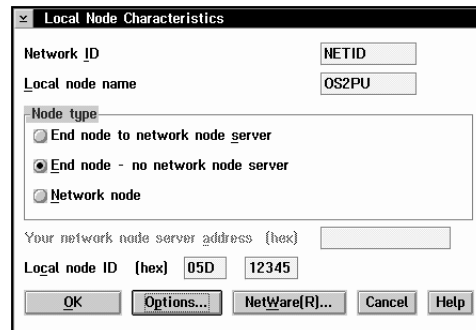 Local Node Characteristics
Network ID NETID
Local node name OS2PU
Node type
End node to network node server
End node - no network node server
Network node
Your network node server address (hex)
Local node ID (hex) 05D 12345
OK Options... NetWare(R)... Cancel Help